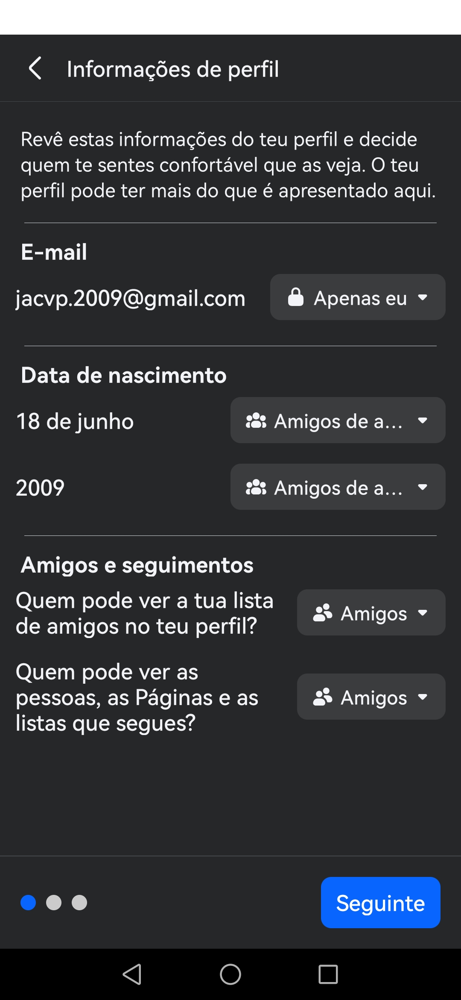 Informações de perfil
Revê estas informações do teu perfil e decide
quem te sentes confortável que as veja. O teu
perfil pode ter mais do que é apresentado aqui.
E-mail
jacvp.2009@gmail.com
Apenas eu
Data de nascimento
18 de junho
Amigos de a...
2009
Amigos de a...
Amigos e seguimentos
Quem pode ver a tua lista
de amigos no teu perfil?
Amigos
Quem pode ver as
pessoas, as Páginas e as
listas que segues?
Amigos
Seguinte